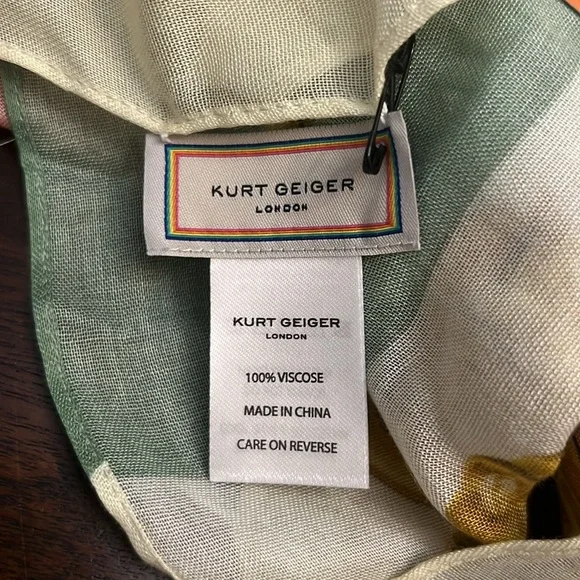 KURT GEIGER
LONDON
KURT GEIGER
LONDON
100% VISCOSE
MADE IN CHINA
CARE ON REVERSE